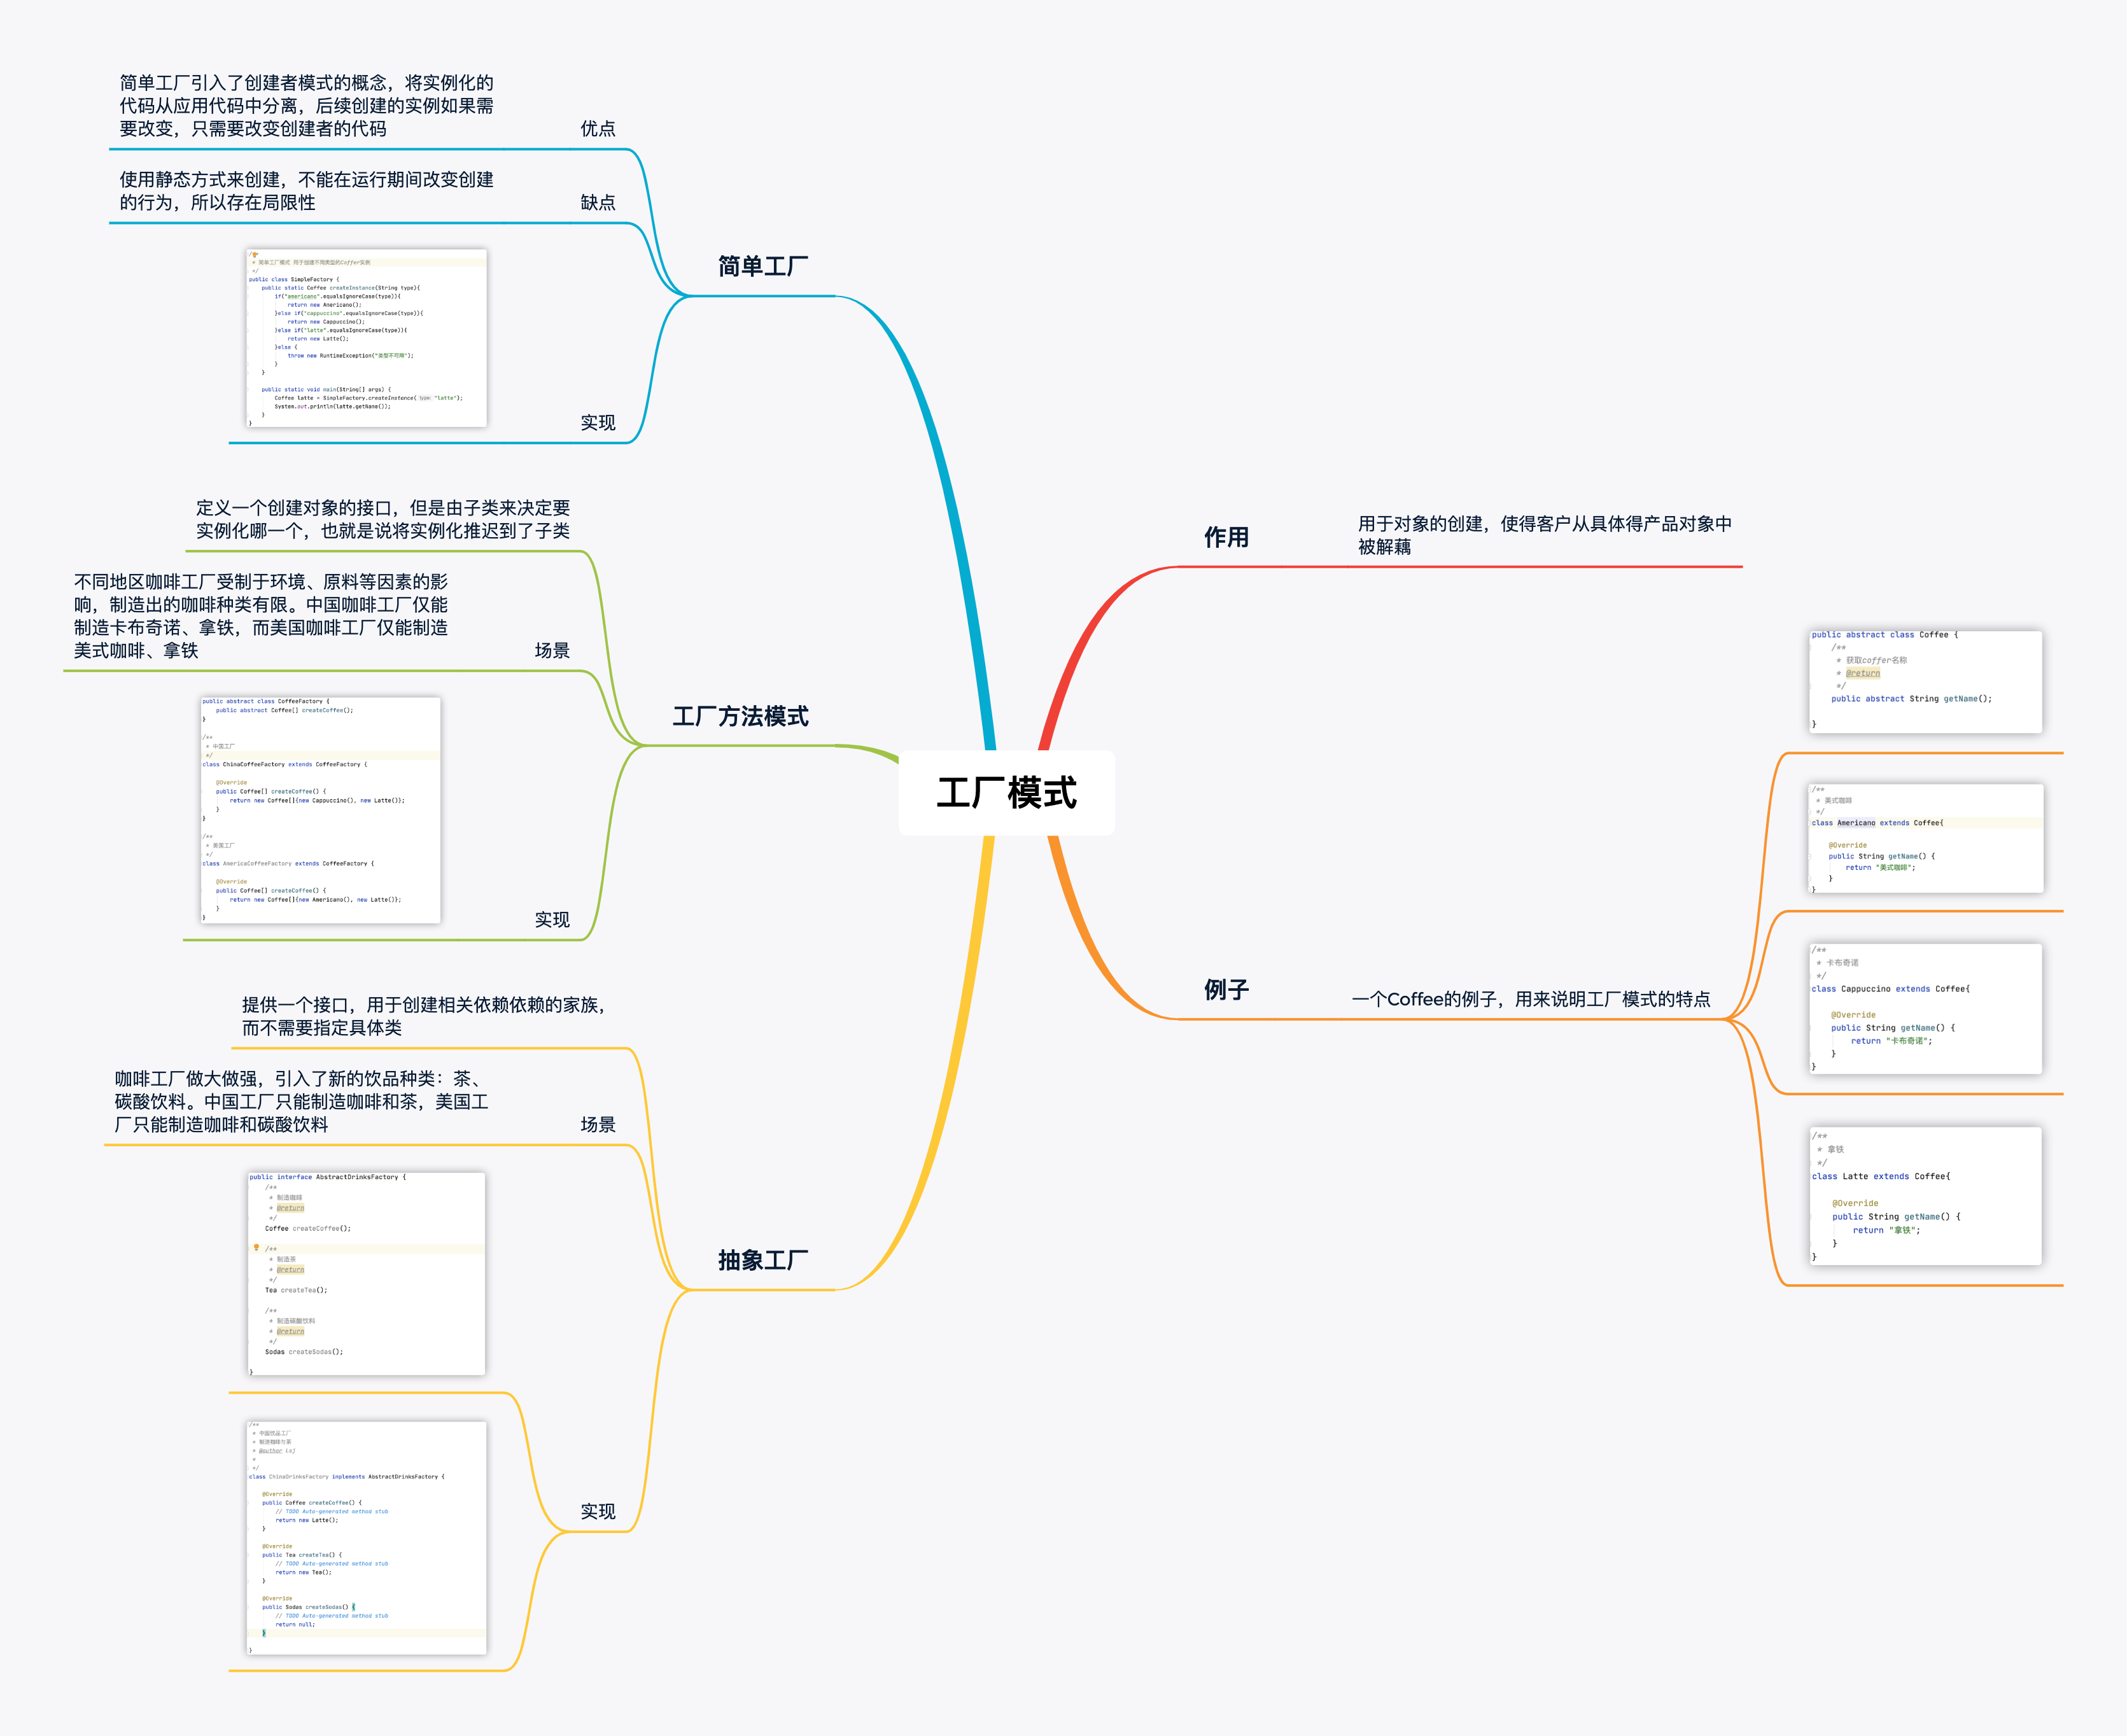 工厂模式
作用
用于对象的创建，使得客户从具体得产品对象中
被解藕
例子
一个Coffee的例子，用来说明工厂模式的特点
public abstract class Coffee {
/**
* 获取coffer名称
* @return
*/
public abstract String getName();
}
/**
* 美式咖啡
*/
class Americano extends Coffee{
@Override
public String getName() {
return "美式咖啡";
}
}
/**
* 卡布奇诺
*/
class Cappuccino extends Coffee{
@Override
public String getName() {
return "卡布奇诺";
}
}
/**
* 拿铁
*/
class Latte extends Coffee{
@Override
public String getName() {
return "拿铁";
}
}
简单工厂
优点
简单工厂引入了创建者模式的概念，将实例化的
代码从应用代码中分离，后续创建的实例如果需
要改变，只需要改变创建者的代码
缺点
使用静态方式来创建，不能在运行期间改变创建
的行为，所以存在局限性
实现
* 简单工厂模式 用于创建不同类型的Coffer实例
*/
public class SimpleFactory {
public static Coffee createInstance(String type){
if("americano".equalsIgnoreCase(type)){
return new Americano();
}else if("cappuccino".equalsIgnoreCase(type)){
return new Cappuccino();
}else if("latte".equalsIgnoreCase(type)){
return new Latte();
}else {
throw new RuntimeException("类型不可用");
}
}
public static void main(String[] args) {
Coffee latte = SimpleFactory.createInstance( type: "latte");
System.out.println(latte.getName());
}
}
工厂方法模式
定义一个创建对象的接口，但是由子类来决定要
实例化哪一个，也就是说将实例化推迟到了子类
场景
不同地区咖啡工厂受制于环境、原料等因素的影
响，制造出的咖啡种类有限。中国咖啡工厂仅能
制造卡布奇诺、拿铁，而美国咖啡工厂仅能制造
美式咖啡、拿铁
实现
public abstract class CoffeeFactory {
public abstract Coffee[] createCoffee();
}
/**
* 中国工厂
*/
class ChinaCoffeeFactory extends CoffeeFactory {
@Override
public Coffee[] createCoffee() {
return new Coffee[]{new Cappuccino(), new Latte()};
}
}
/**
* 美国工厂
*/
class AmericaCoffeeFactory extends CoffeeFactory {
@Override
public Coffee[] createCoffee() {
return new Coffee[]{new Americano(), new Latte()};
}
}
抽象工厂
提供一个接口，用于创建相关依赖依赖的家族，
而不需要指定具体类
场景
咖啡工厂做大做强，引入了新的饮品种类：茶、
碳酸饮料。中国工厂只能制造咖啡和茶，美国工
厂只能制造咖啡和碳酸饮料
实现
public interface AbstractDrinksFactory {
/**
* 制造咖啡
* @return
*/
Coffee createCoffee();
/**
* 制造茶
* @return
*/
Tea createTea();
/**
* 制造碳酸饮料
* @return
*/
Sodas createSodas();
}
/**
* 中国饮品工厂
* 制造咖啡与茶
* @author Lsj
*
*/
class ChinaDrinksFactory implements AbstractDrinksFactory {
@Override
public Coffee createCoffee() {
// TODO Auto-generated method stub
return new Latte();
}
@Override
public Tea createTea() {
// TODO Auto-generated method stub
return new Tea();
}
@Override
public Sodas createSodas() {
// TODO Auto-generated method stub
return null;
}
}